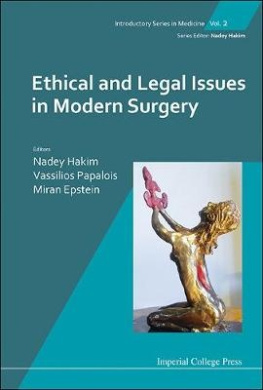 Introductory Series in Medicine Vol. 2
Series Editor: Nadey Hakim
Ethical and Legal Issues
in Modern Surgery
Editors
Nadey Hakim
Vassilios Papalois
Miran Epstein
Imperial College Press